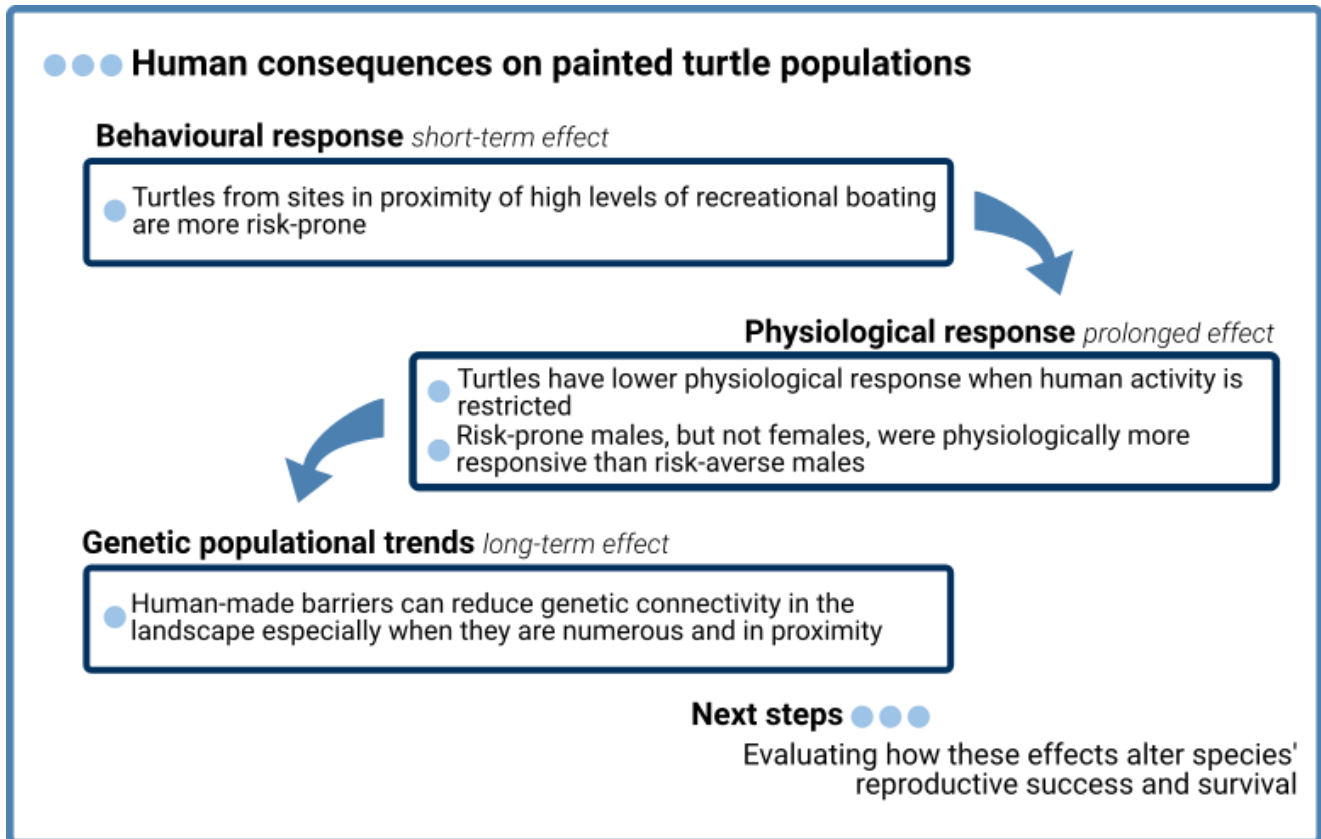 Human consequences on painted turtle populations
Behavioural response short-term effect
Turtles from sites in proximity of high levels of recreational boating
are more risk-prone
Physiological response prolonged effect
Turtles have lower physiological response when human activity is
restricted
Risk-prone males, but not females, were physiologically more
responsive than risk-averse males
Genetic populational trends long-term effect
Human-made barriers can reduce genetic connectivity in the
landscape especially when they are numerous and in proximity
Next steps
Evaluating how these effects alter species'
reproductive success and survival